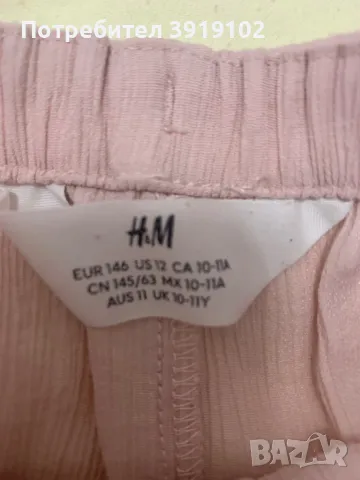 Потребител 3919102
H&M
EUR 146 US 12 CA 10-11A
CN 145/63 MX 10-11A
AUS 11 UK 10-11Y
BAZAR